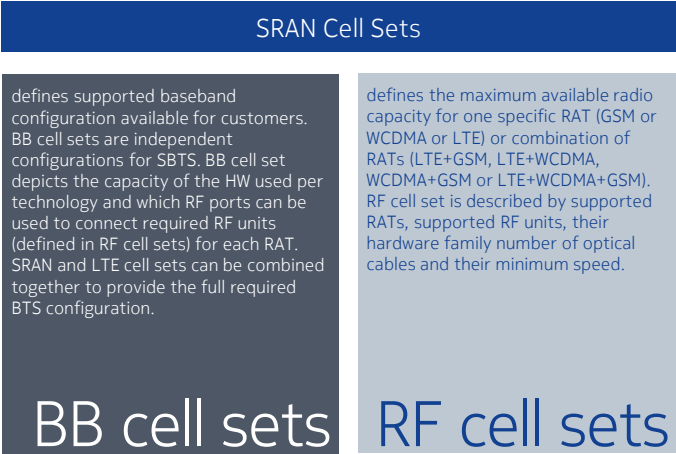 SRAN Cell Sets
defines supported baseband
configuration available for customers.
BB cell sets are independent
configurations for SBTS. BB cell set
depicts the capacity of the HW used per
technology and which RF ports can be
used to connect required RF units
(defined in RF cell sets) for each RAT.
SRAN and LTE cell sets can be combined
together to provide the full required
BTS configuration.
BB cell sets
defines the maximum available radio
capacity for one specific RAT (GSM or
WCDMA or LTE) or combination of
RATs (LTE+GSM, LTE+WCDMA,
WCDMA+GSM or LTE+WCDMA+GSM).
RF cell set is described by supported
RATs, supported RF units, their
hardware family number of optical
cables and their minimum speed.
RF cell sets